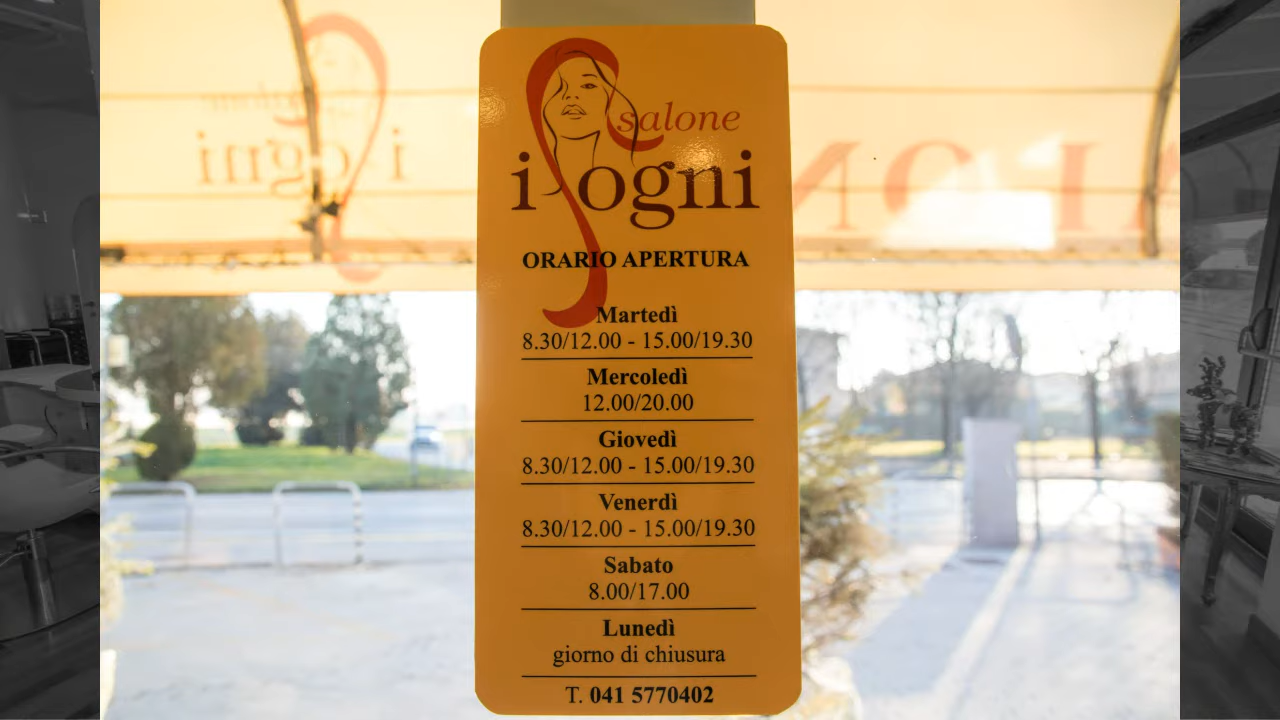 salone
i Sogni
ORARIO APERTURA
Martedì
8.30/12.00 - 15.00/19.30
Mercoledì
12.00/20.00
Giovedì
8.30/12.00 - 15.00/19.30
Venerdì
8.30/12.00 - 15.00/19.30
Sabato
8.00/17.00
Lunedì
giorno di chiusura
T. 041 5770402
salone
i Sogni